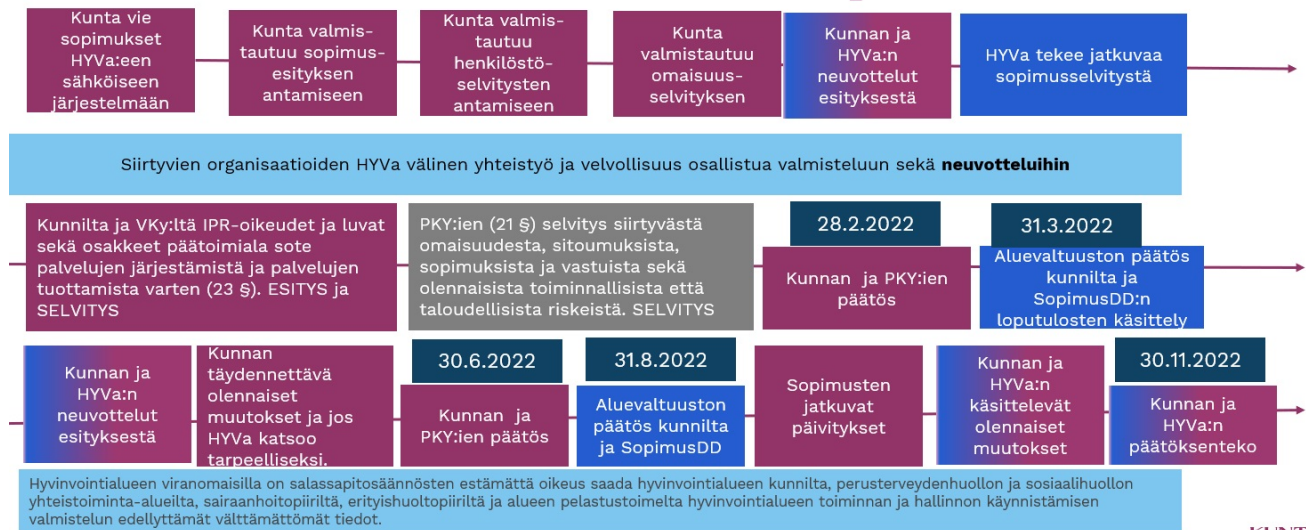 Kunta vie
sopimukset
HYVa:een
sähköiseen
järjestelmään
Kunta valmis-
tautuu sopimus-
esityksen
antamiseen
Kunta valmis-
tautuu
henkilöstö-
selvitysten
antamiseen
Kunta
valmistautuu
omaisuus-
selvityksen
Kunnan ja
HYVa:n
neuvottelut
esityksestä
HYVa tekee jatkuvaa
sopimusselvitystä
Siirtyvien organisaatioiden HYVa välinen yhteistyö ja velvollisuus osallistua valmisteluun sekä neuvotteluihin
Kunnilta ja VKy:ltä IPR-oikeudet ja luvat
sekä osakkeet päätoimiala sote
palvelujen järjestämistä ja palvelujen
tuottamista varten (23 §). ESITYS ja
SELVITYS
PKY:ien (21 §) selvitys siirtyvästä
omaisuudesta, sitoumuksista,
sopimuksista ja vastuista sekä
olennaisista toiminnallisista että
taloudellisista riskeistä. SELVITYS
28.2.2022
Kunnan ja PKY:ien
päätös
31.3.2022
Aluevaltuuston päätös
kunnilta ja
SopimusDD:n
loputulosten käsittely
Kunnan ja
HYVa:n
neuvottelut
esityksestä
Kunnan
täydennettävä
olennaiset
muutokset ja jos
HYVa katsoo
tarpeelliseksi.
30.6.2022
Kunnan ja
PKY:ien päätös
31.8.2022
Aluevaltuuston
päätös kunnilta
ja SopimusDD
Sopimusten
jatkuvat
päivitykset
Kunnan ja
HYVa:n
käsittelevät
olennaiset
muutokset
30.11.2022
Kunnan ja
HYVa:n
päätöksenteko
Hyvinvointialueen viranomaisilla on salassapitosäännösten estämättä oikeus saada hyvinvointialueen kunnilta, perusterveydenhuollon ja sosiaalihuollon
yhteistoiminta-alueilta, sairaanhoitopiiriltä, erityishuoltopiiriltä ja alueen pelastustoimelta hyvinvointialueen toiminnan ja hallinnon käynnistämisen
valmistelun edellyttämät välttämättömät tiedot.